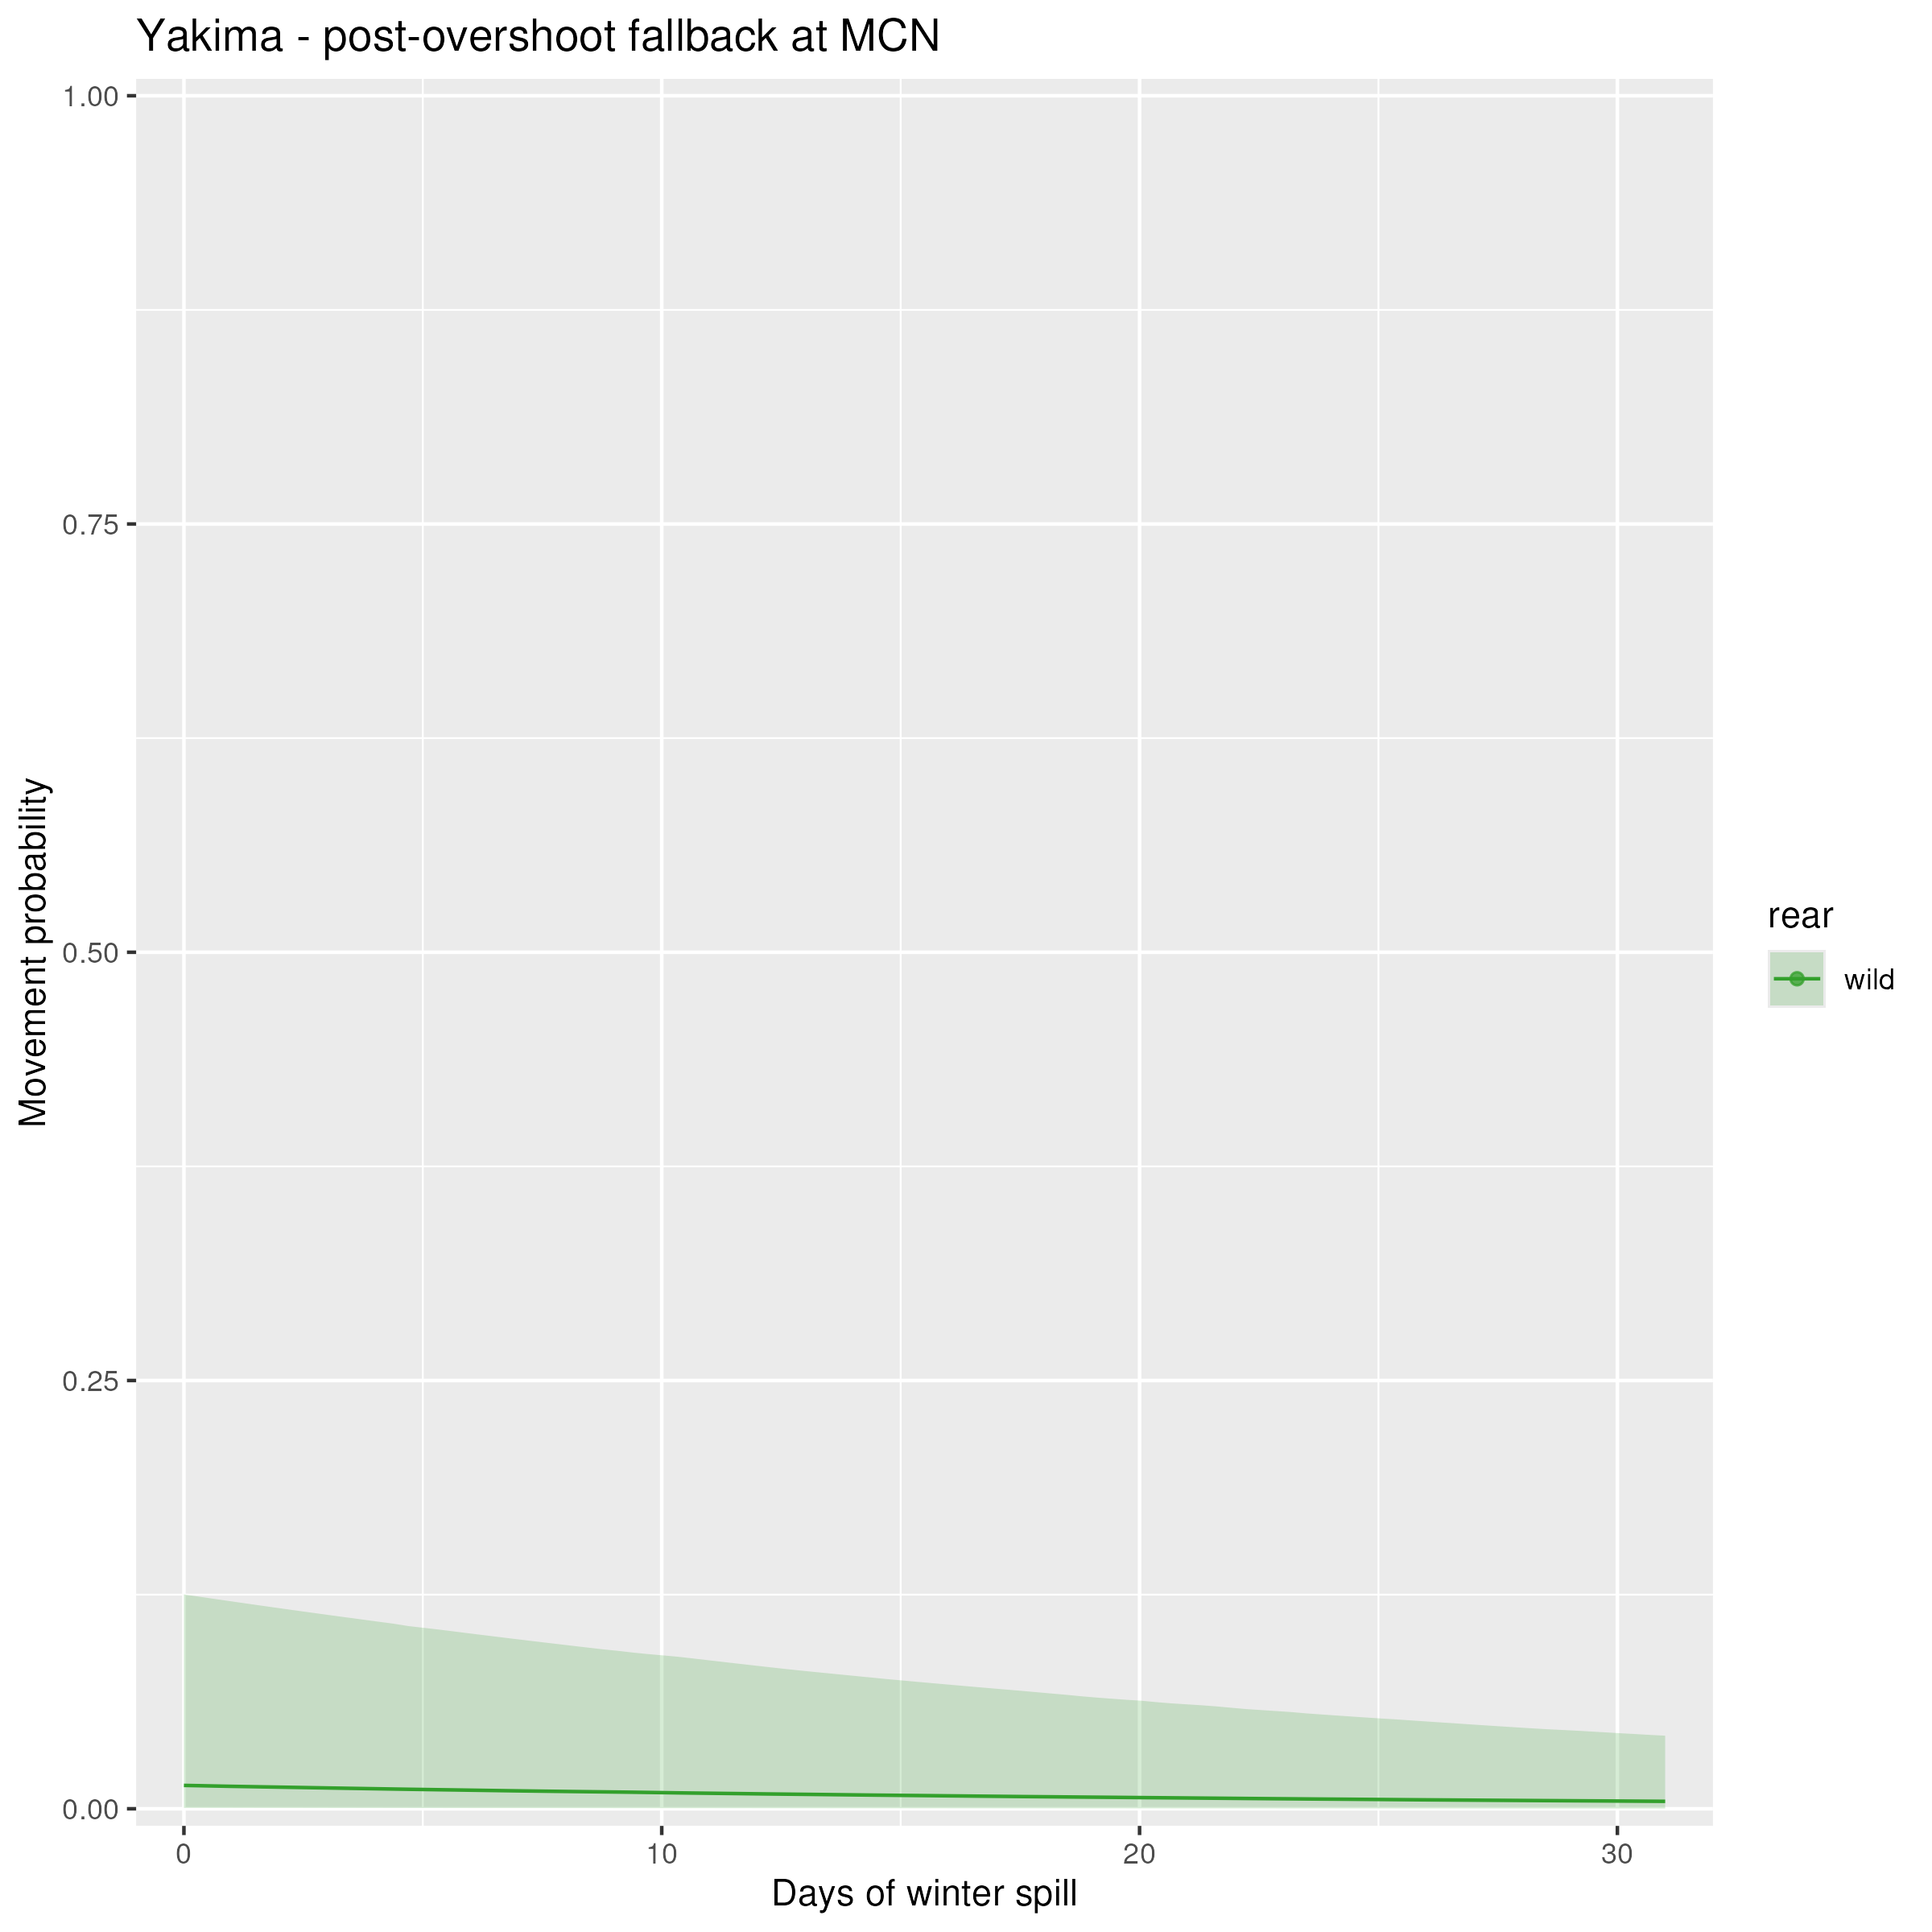 Yakima - post-overshoot fallback at MCN
1.00
0.75
0.50
0.25
0.00
Movement probability
0 10 20 30
Days of winter spill
rear
wild